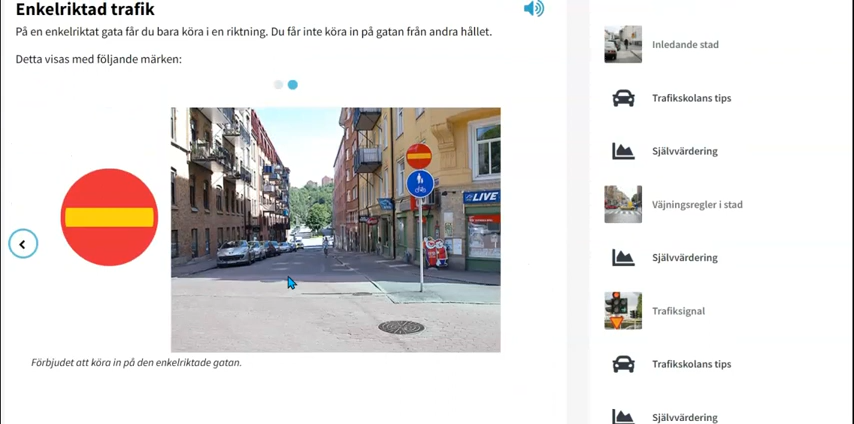 Enkelriktad trafik
På en enkelriktat gata får du bara köra i en riktning. Du får inte köra in på gatan från andra hållet.
Detta visas med följande märken:
LIVE
Förbjudet att köra in på den enkelriktade gatan.
Inledande stad
Trafikskolans tips
Självvärdering
Väjningsregler i stad
Självvärdering
Trafiksignal
Trafikskolans tips
Självvärdering